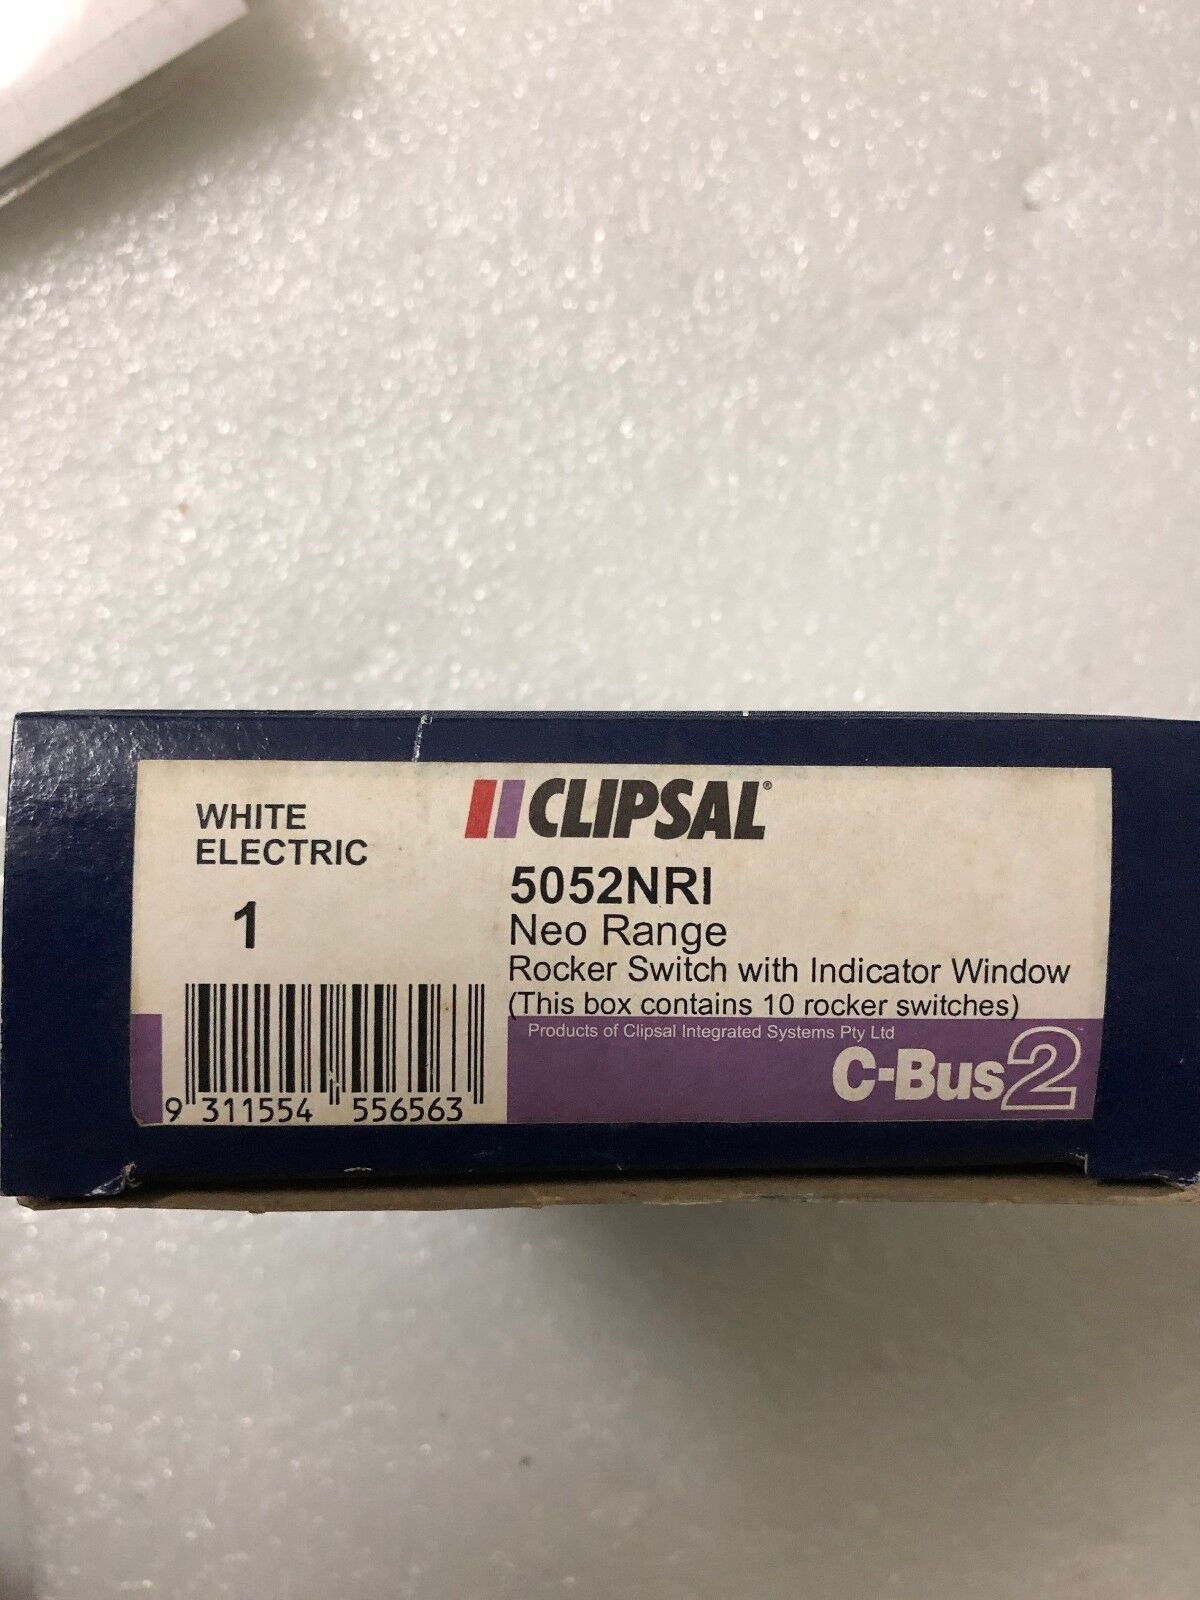 WHITE
ELECTRIC
1
CLIPSAL®
5052NRI
Neo Range
Rocker Switch with Indicator Window
(This box contains 10 rocker switches)
Products of Clipsal Integrated Systems Pty Ltd
C-Bus2
9 311554 556563